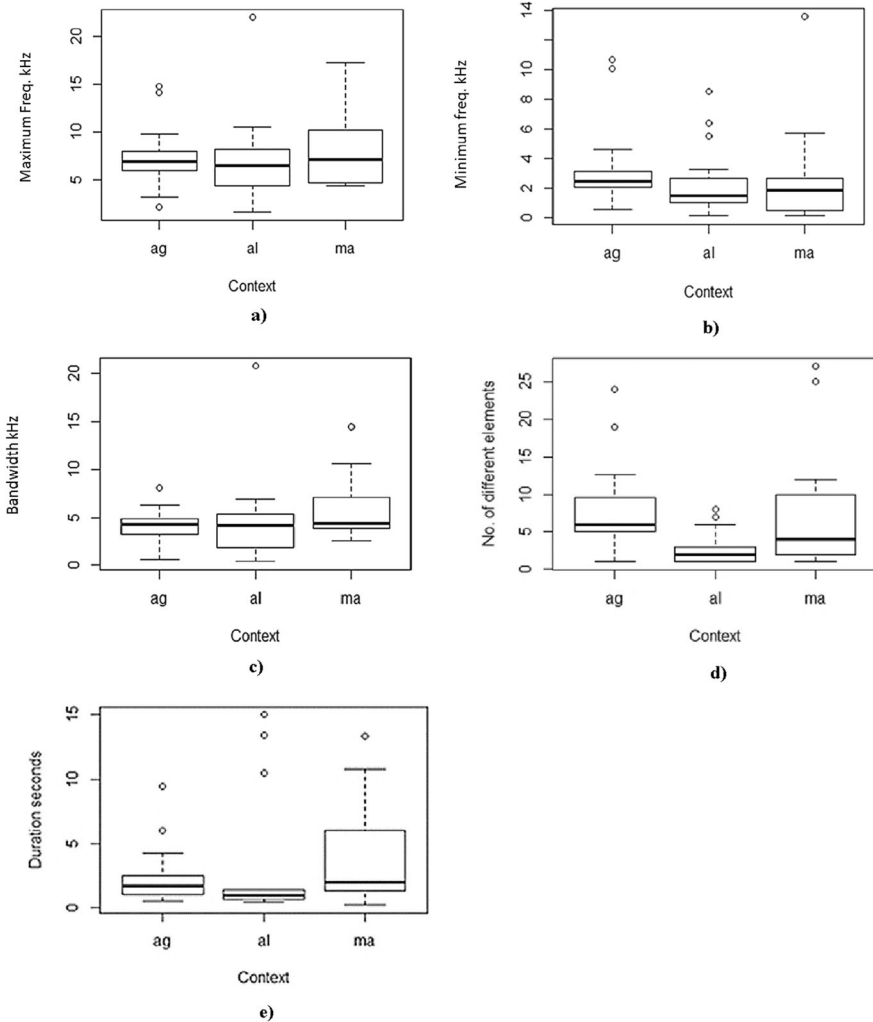 Maximum Freq. kHz
20
15
10
5
ag al ma
Context
a)
Minimum freq. kHz
14
10
8
6
4
2
0
ag al ma
Context
b)
Bandwidth kHz
20
15
10
5
0
ag al ma
Context
c)
No. of different elements
25
20
15
10
5
0
ag al ma
Context
d)
Duration seconds
15
10
5
0
ag al ma
Context
e)